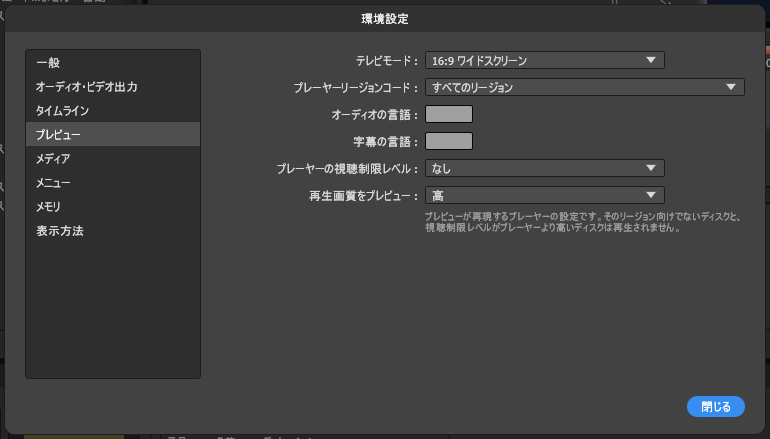 環境設定
一般
オーディオ・ビデオ出力
タイムライン
プレビュー
メディア
メニュー
メモリ
表示方法
テレビモード : 16:9 ワイドスクリーン
プレーヤーリージョンコード : すべてのリージョン
オーディオの言語 :
字幕の言語 :
プレーヤーの視聴制限レベル : なし
再生画質をプレビュー : 高
プレビューが再現するプレーヤーの設定です。そのリージョン向けでないディスクと、
視聴制限レベルがプレーヤーより高いディスクは再生されません。
閉じる